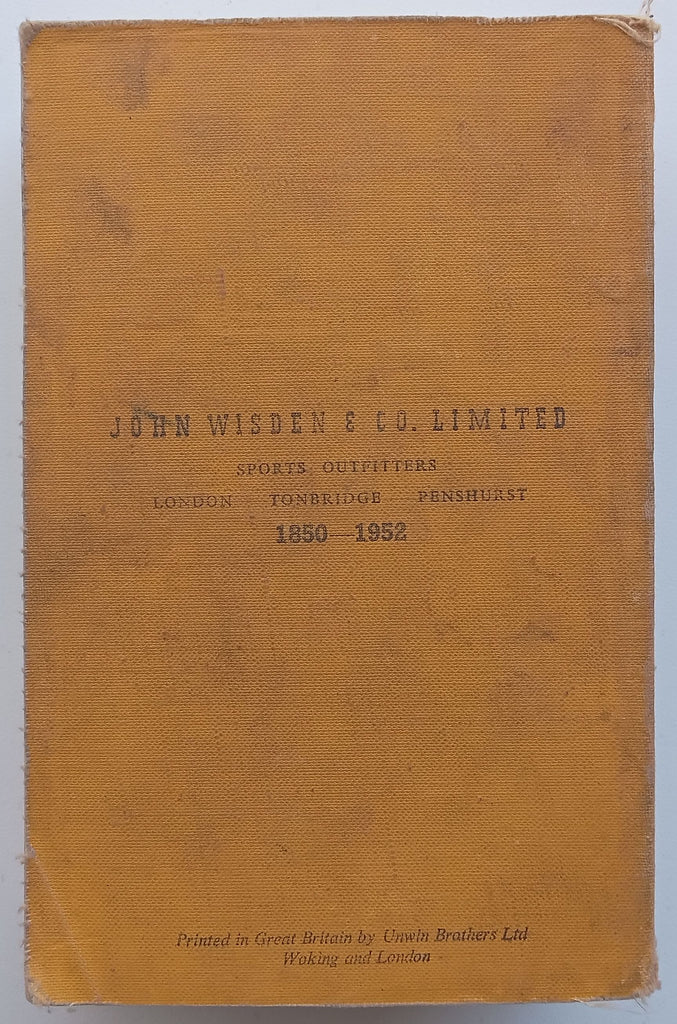 JOHN WISDEN & CO. LIMITED
SPORTS OUTFITTERS
LONDON TONBRIDGE PENSHURST
1850—1952
Printed in Great Britain by Unwin Brothers Ltd
Woking and London